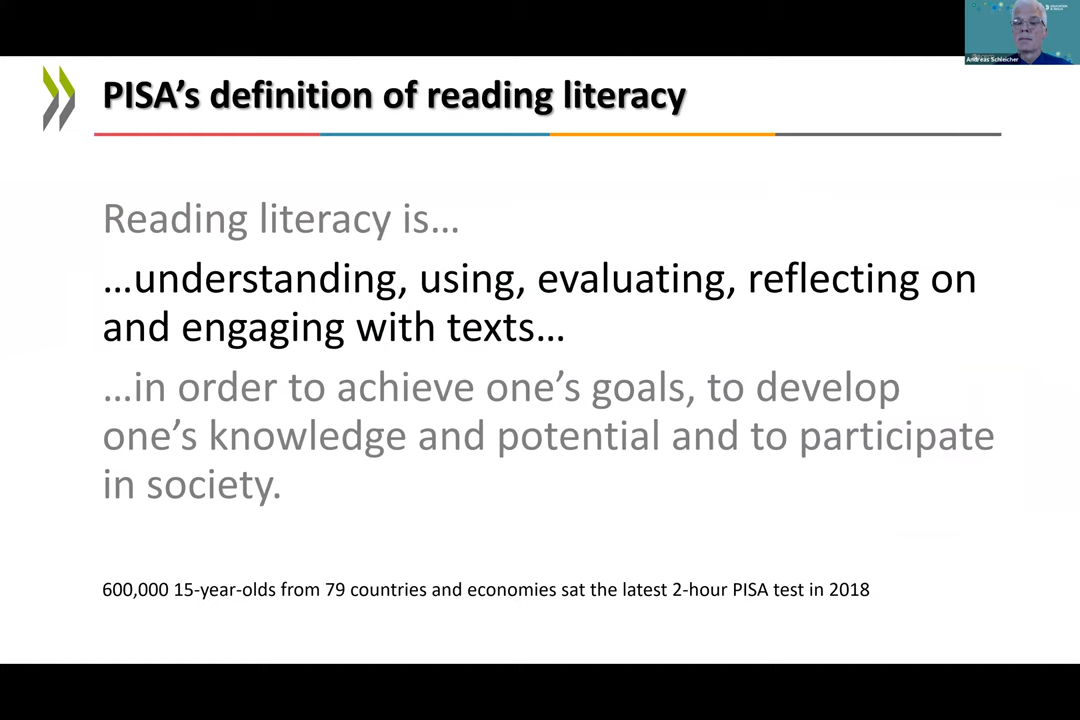 EDUCATION
& SKILLS
Andreas Schleicher
PISA's definition of reading literacy
Reading literacy is…
…understanding, using, evaluating, reflecting on
and engaging with texts…
…in order to achieve one's goals, to develop
one's knowledge and potential and to participate
in society.
600,000 15-year-olds from 79 countries and economies sat the latest 2-hour PISA test in 2018